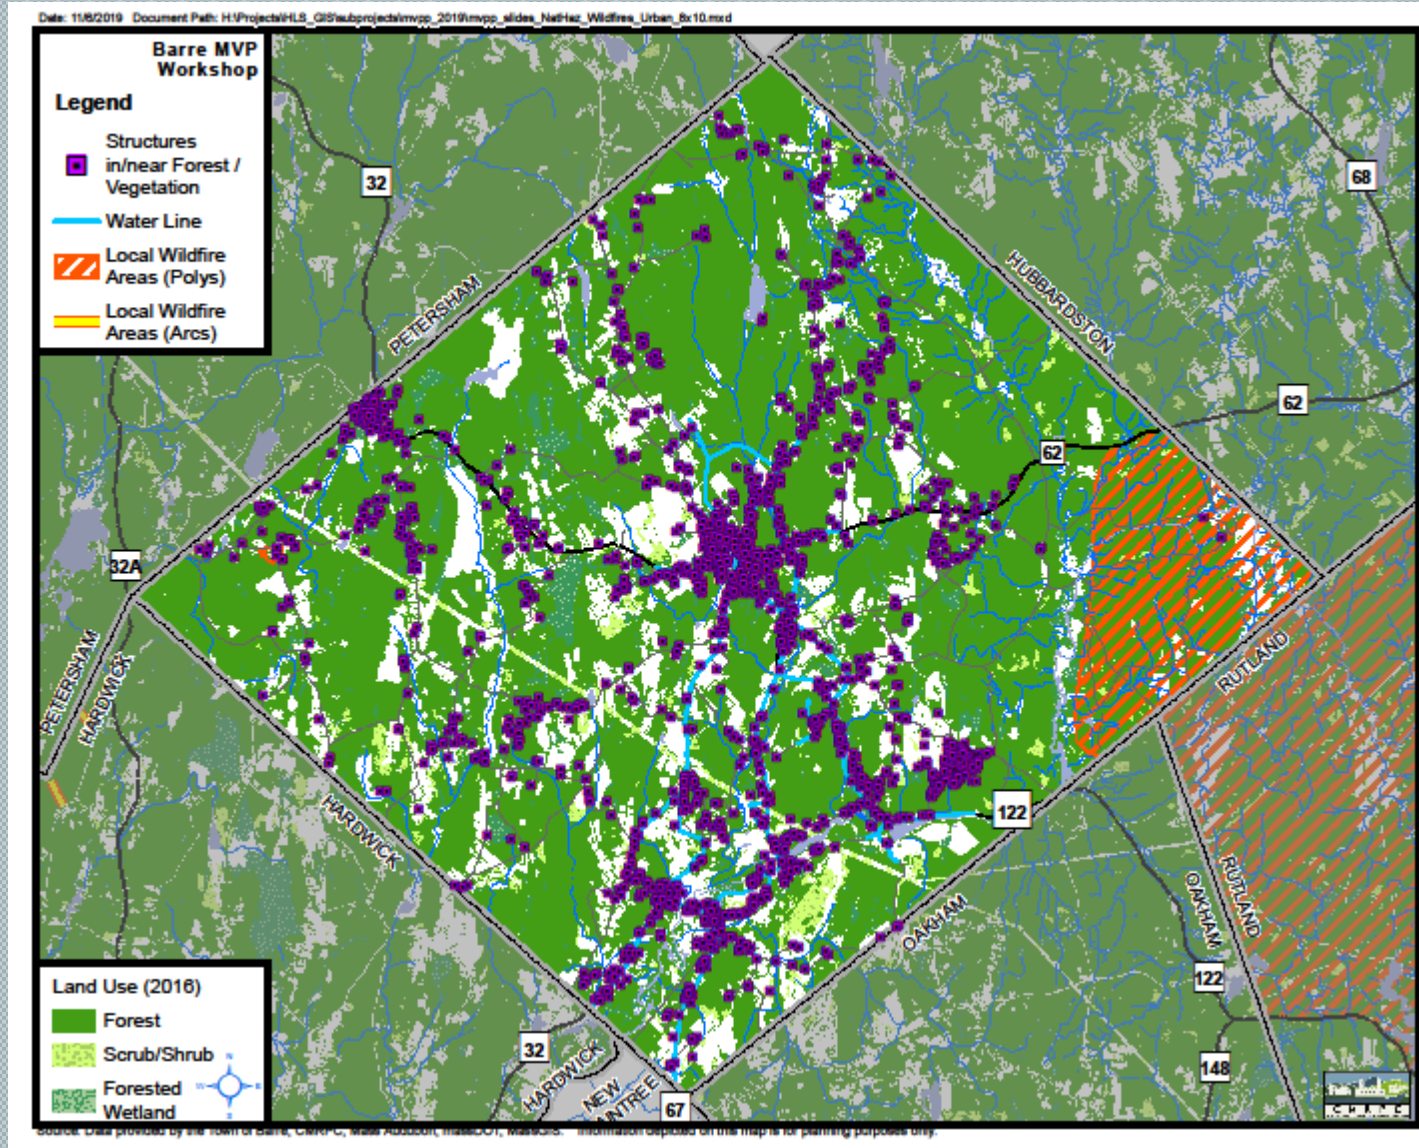 Date: 11/6/2019 Document Path: H:\Projects\HLS_GIS\subprojects\mvpp_2019\mvpp_slides_NatHaz_Wildfires_Urban_8x10.mxd
Barre MVP
Workshop
Legend
Structures
in/near Forest /
Vegetation
Water Line
Local Wildfire
Areas (Polys)
Local Wildfire
Areas (Arcs)
32
68
PETERSHAM
HUBBARDSTON
62
62
32A
PETERSHAM
HARDWICK
RUTLAND
HARDWICK
122
OAKHAM
OAKHAM
RUTLAND
122
148
32
HARDWICK
NEW
67
Land Use (2016)
Forest
Scrub/Shrub
Forested
Wetland
N
W
E
S
C M R P C
Source: Data provided by the Town of Barre, CMRPC, Mass Audubon, MassDOT, MassGIS. Information depicted on this map is for planning purposes only.